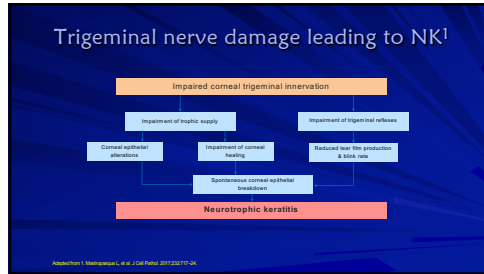 Trigeminal nerve damage leading to NK¹
Impaired corneal trigeminal innervation
Impairment of trophic supply
Impairment of trigeminal reflexes
Corneal epithelial
alterations
Impairment of corneal
healing
Reduced tear film production
& blink rate
Spontaneous corneal epithelial
breakdown
Neurotrophic keratitis
Adapted from 1. Mastropasqua L, et al. J Cell Pathol. 2017;232:717–24.